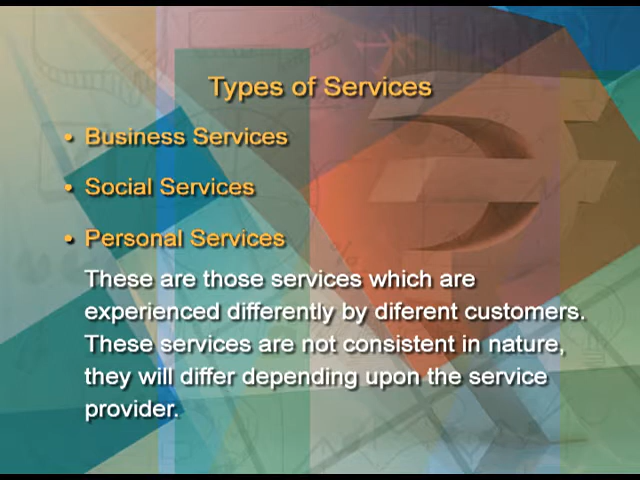 Types of Services
• Business Services
• Social Services
• Personal Services
These are those services which are
experienced differently by diferent customers.
These services are not consistent in nature,
they will differ depending upon the service
provider.